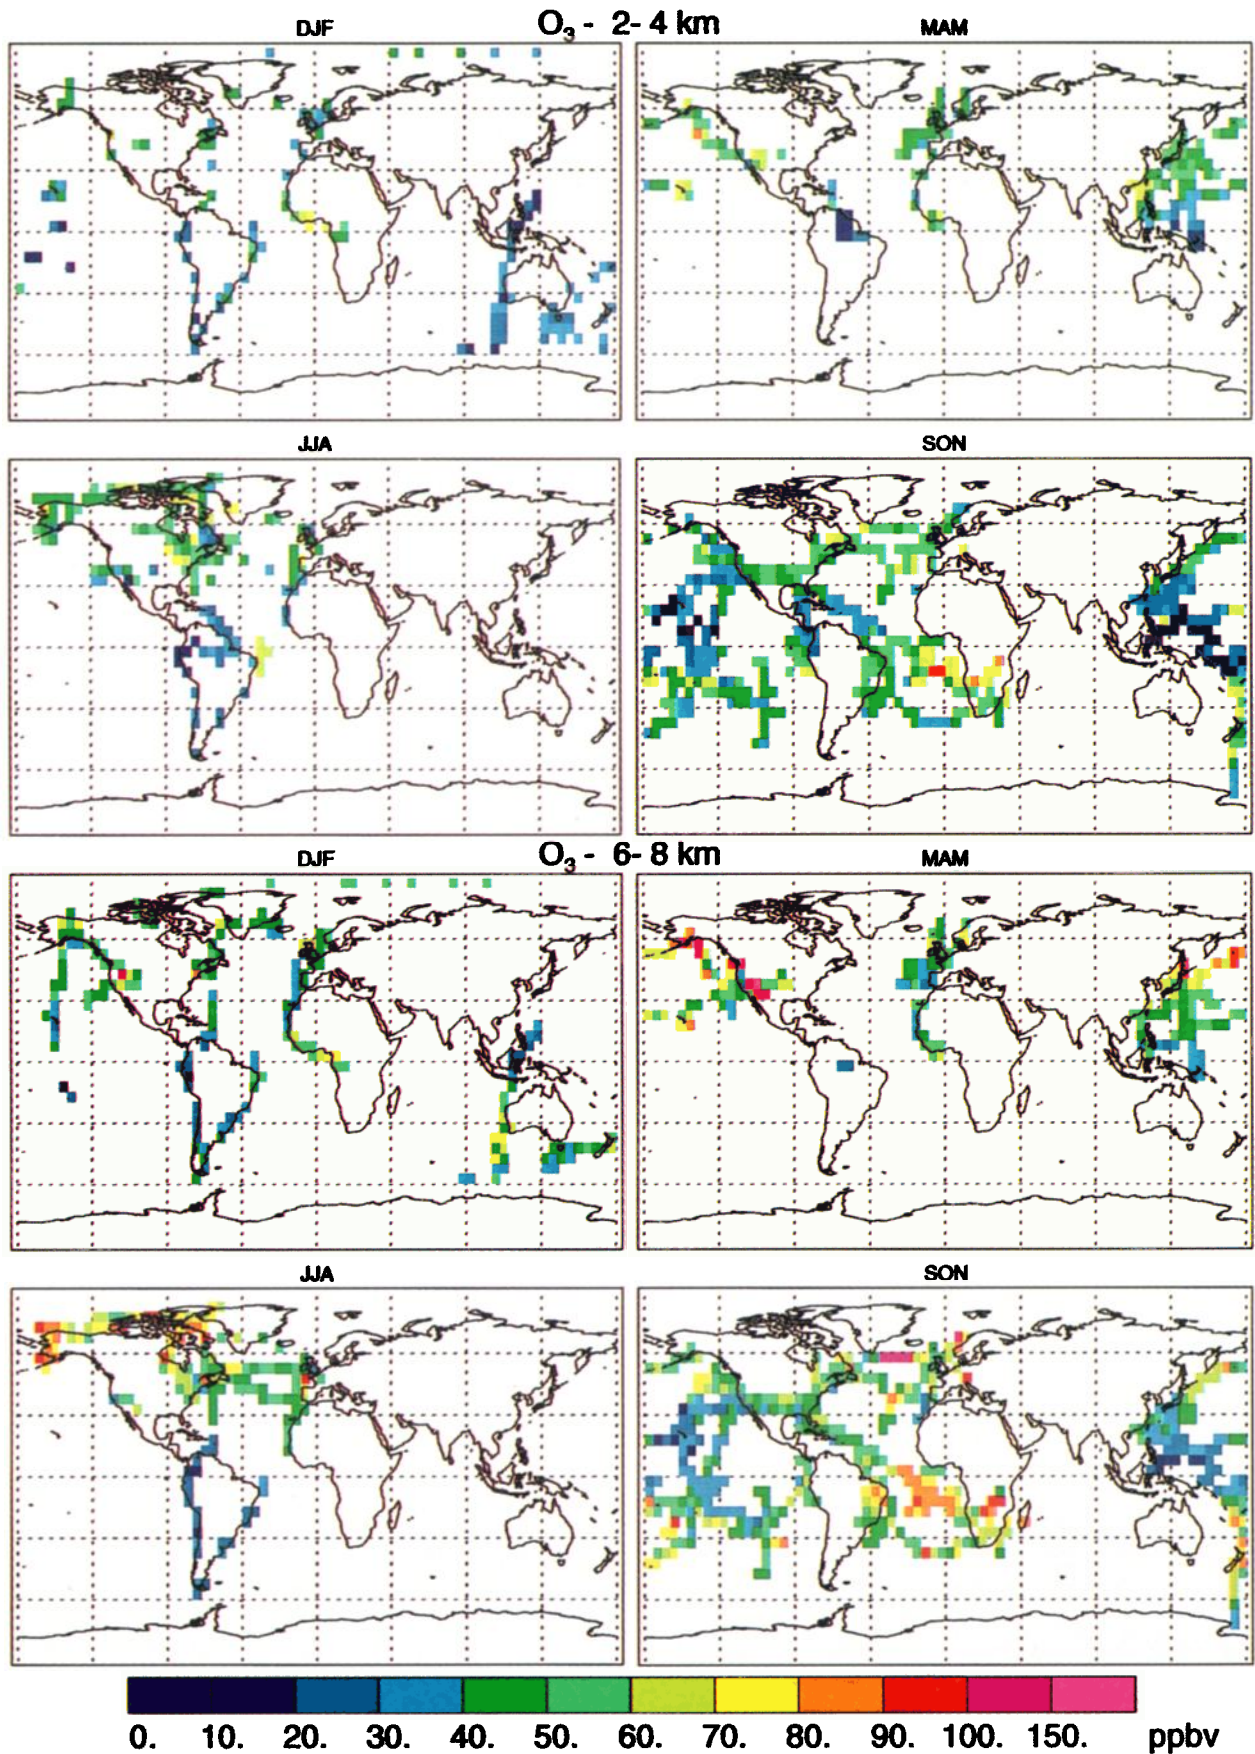 DJF O₃ - 2- 4 km MAM
JJA SON
DJF O₃ - 6- 8 km MAM
JJA SON
0. 10. 20. 30. 40. 50. 60. 70. 80. 90. 100. 150. ppbv